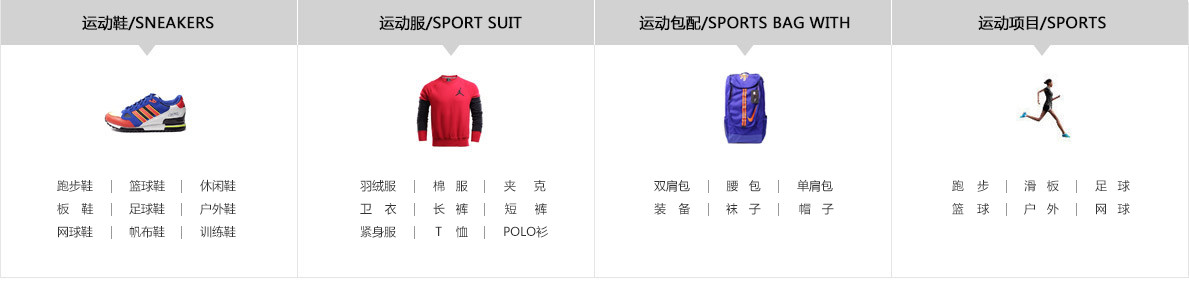 运动鞋/SNEAKERS
跑步鞋 | 篮球鞋 | 休闲鞋
板 鞋 | 足球鞋 | 户外鞋
网球鞋 | 帆布鞋 | 训练鞋
运动服/SPORT SUIT
羽绒服 | 棉 服 | 夹 克
卫 衣 | 长 裤 | 短 裤
紧身服 | T 恤 | POLO衫
运动包配/SPORTS BAG WITH
双肩包 | 腰 包 | 单肩包
装 备 | 袜 子 | 帽 子
运动项目/SPORTS
跑 步 | 滑 板 | 足 球
篮 球 | 户 外 | 网 球